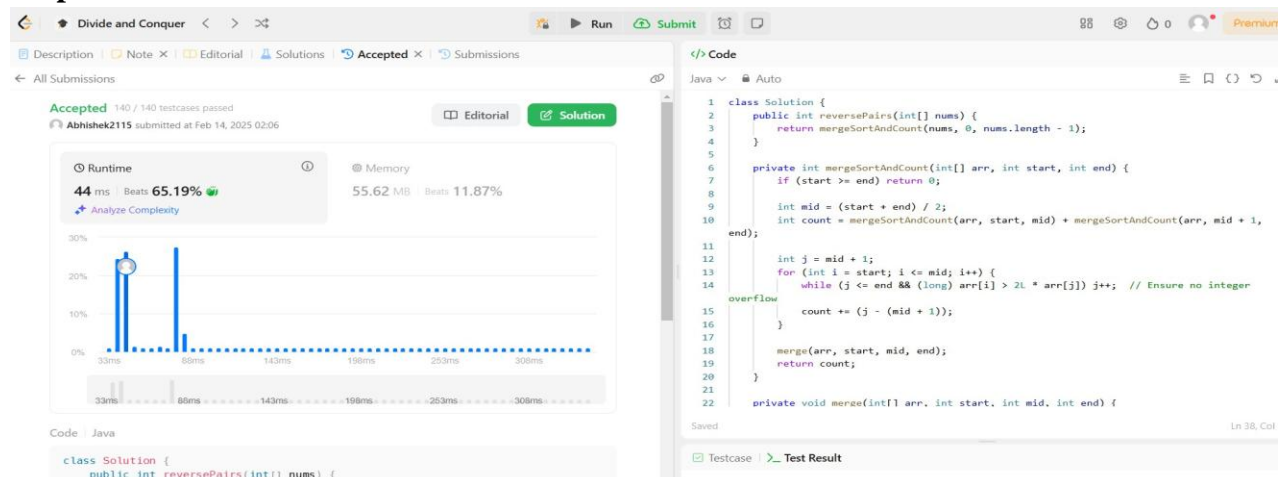 Divide and Conquer
Run
Submit
0
Premium
Description
Note
Editorial
Solutions
Accepted
Submissions
All Submissions
Accepted 140 / 140 testcases passed
Abhishek2115 submitted at Feb 14, 2025 02:06
Editorial
Solution
Runtime
44 ms Beats 65.19%
Analyze Complexity
Memory
55.62 MB Beats 11.87%
30%
20%
10%
0%
33ms 88ms 143ms 198ms 253ms 308ms
33ms 88ms 143ms 198ms 253ms 308ms
Code Java
class Solution {
public int reversePairs(int[] nums) {
</> Code
Java Auto
1 class Solution {
2 public int reversePairs(int[] nums) {
3 return mergeSortAndCount(nums, 0, nums.length - 1);
4 }
5
6 private int mergeSortAndCount(int[] arr, int start, int end) {
7 if (start >= end) return 0;
8
9 int mid = (start + end) / 2;
10 int count = mergeSortAndCount(arr, start, mid) + mergeSortAndCount(arr, mid + 1,
end);
11
12 int j = mid + 1;
13 for (int i = start; i <= mid; i++) {
14 while (j <= end && (long) arr[i] > 2L * arr[j]) j++; // Ensure no integer
overflow
15 count += (j - (mid + 1));
16 }
17
18 merge(arr, start, mid, end);
19 return count;
20 }
21
22 private void merge(int[] arr, int start, int mid, int end) {
Saved
Ln 38, Col
Testcase
>_ Test Result